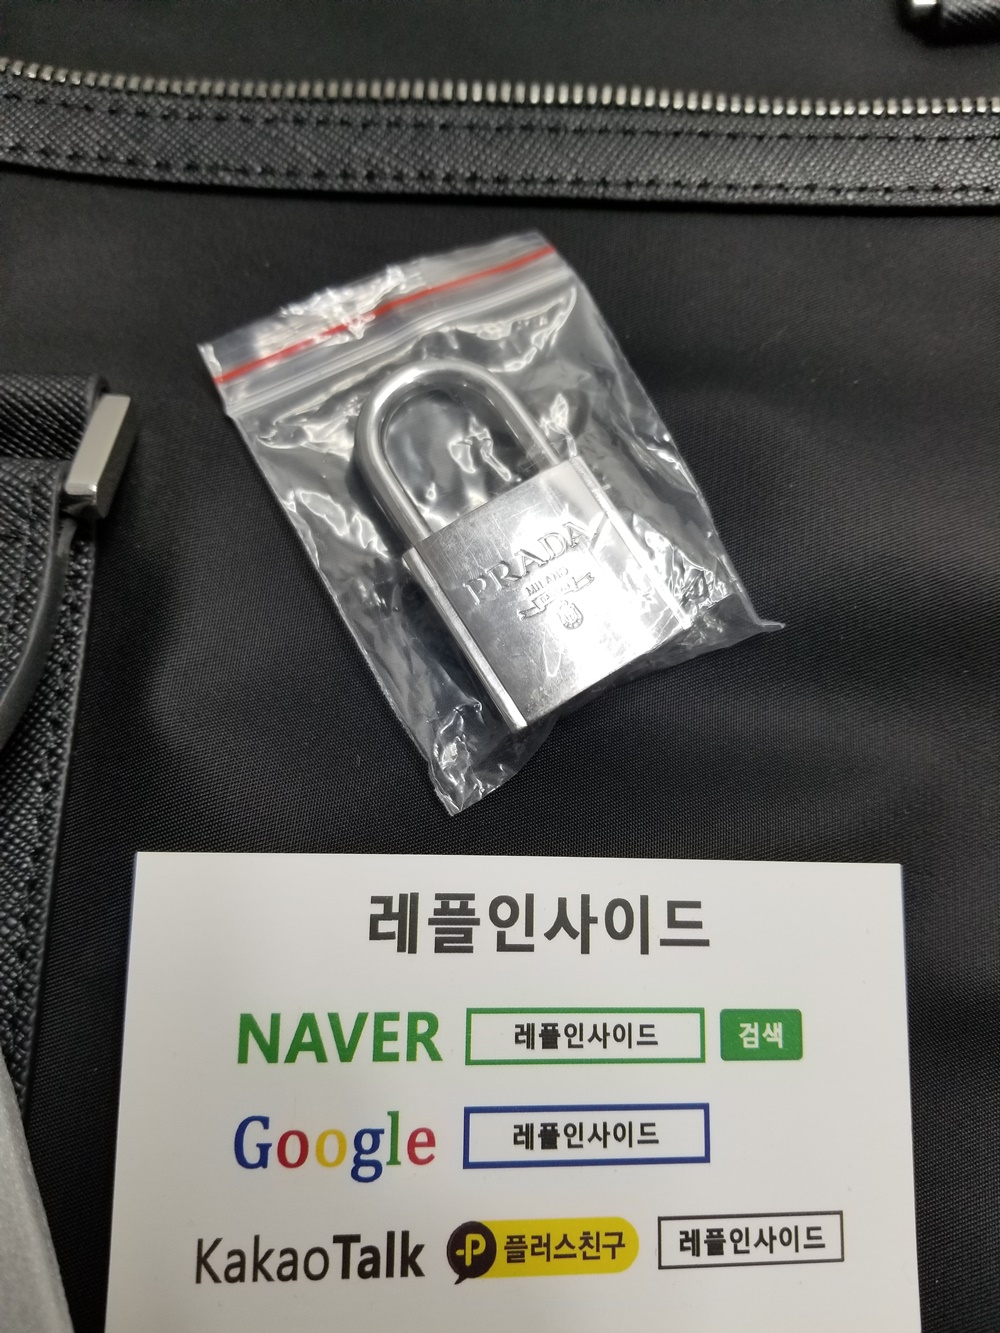 PRADA
MILANO
레플인사이드
NAVER 레플인사이드 검색
Google 레플인사이드
KakaoTalk P 플러스친구 레플인사이드